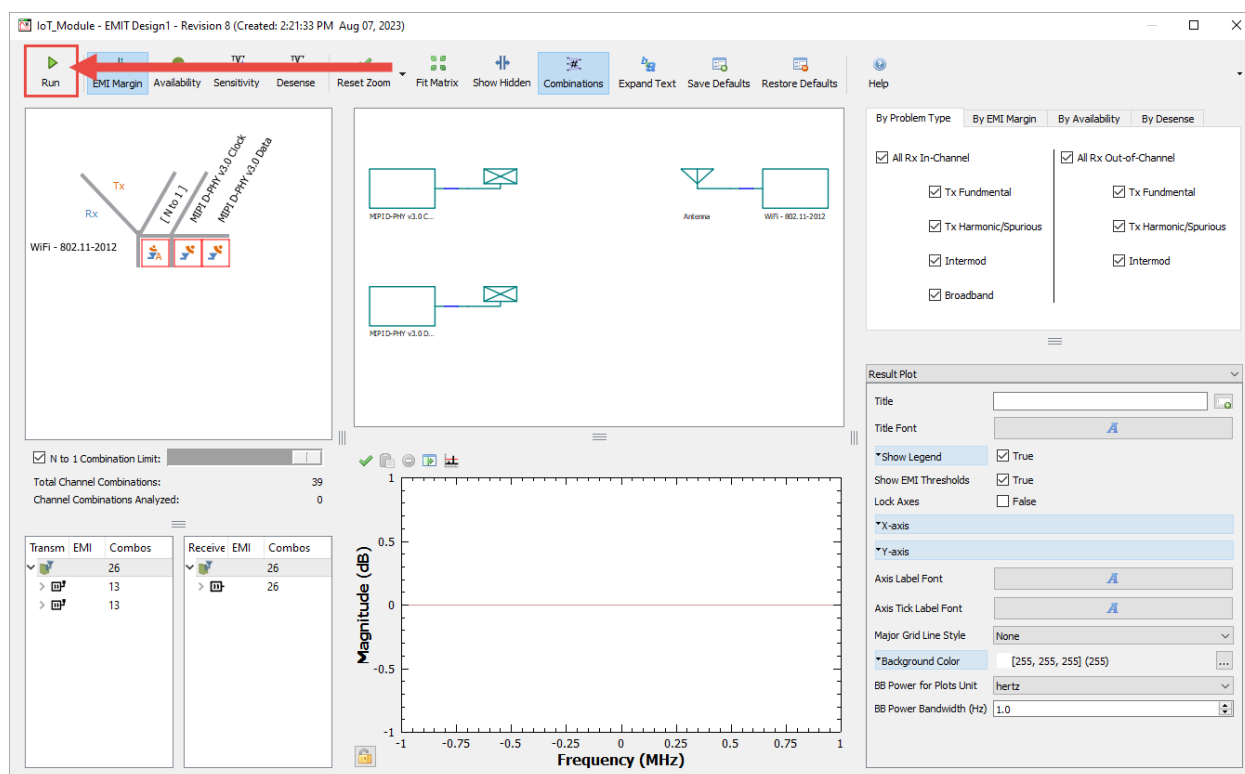 IoT_Module - EMIT Design1 - Revision 8 (Created: 2:21:33 PM Aug 07, 2023)
Run EMI Margin Availability Sensitivity Desense Reset Zoom Fit Matrix Show Hidden Combinations Expand Text Save Defaults Restore Defaults Help
Tx
Rx
[ N to 1 ]
MIPI D-PHY v3.0 Clock
MIPI D-PHY v3.0 Data
WiFi - 802.11-2012
N to 1 Combination Limit:
Total Channel Combinations: 39
Channel Combinations Analyzed: 0
Transm EMI Combos
26
13
13
Receive EMI Combos
26
26
MIPI D-PHY v3.0 C...
Antenna
WiFi - 802.11-2012
MIPI D-PHY v3.0 D...
Magnitude (dB)
1
0.5
0
-0.5
-1
-1 -0.75 -0.5 -0.25 0 0.25 0.5 0.75 1
Frequency (MHz)
By Problem Type By EMI Margin By Availability By Desense
All Rx In-Channel All Rx Out-of-Channel
Tx Fundmental Tx Fundmental
Tx Harmonic/Spurious Tx Harmonic/Spurious
Intermod Intermod
Broadband
Result Plot
Title
Title Font A
Show Legend True
Show EMI Thresholds True
Lock Axes False
X-axis
Y-axis
Axis Label Font A
Axis Tick Label Font A
Major Grid Line Style None
Background Color [255, 255, 255] (255) ...
BB Power for Plots Unit hertz
BB Power Bandwidth (Hz) 1.0